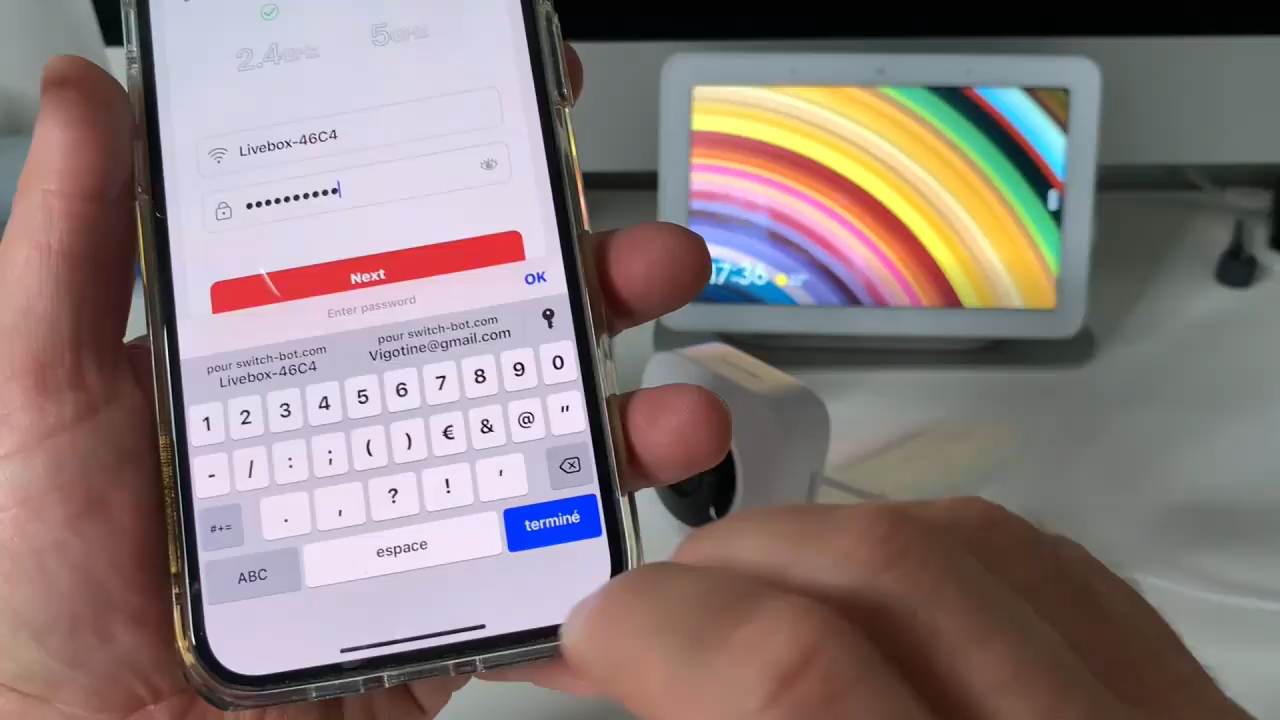 2.4GHz
5GHz
Livebox-46C4
••••••••••
Next
Enter password
OK
pour switch-bot.com
Livebox-46C4
pour switch-bot.com
Vigotine@gmail.com
1 2 3 4 5 6 7 8 9 0
- / : ; ( ) € & @ "
#+= . , ? ! '
ABC espace terminé
17:36